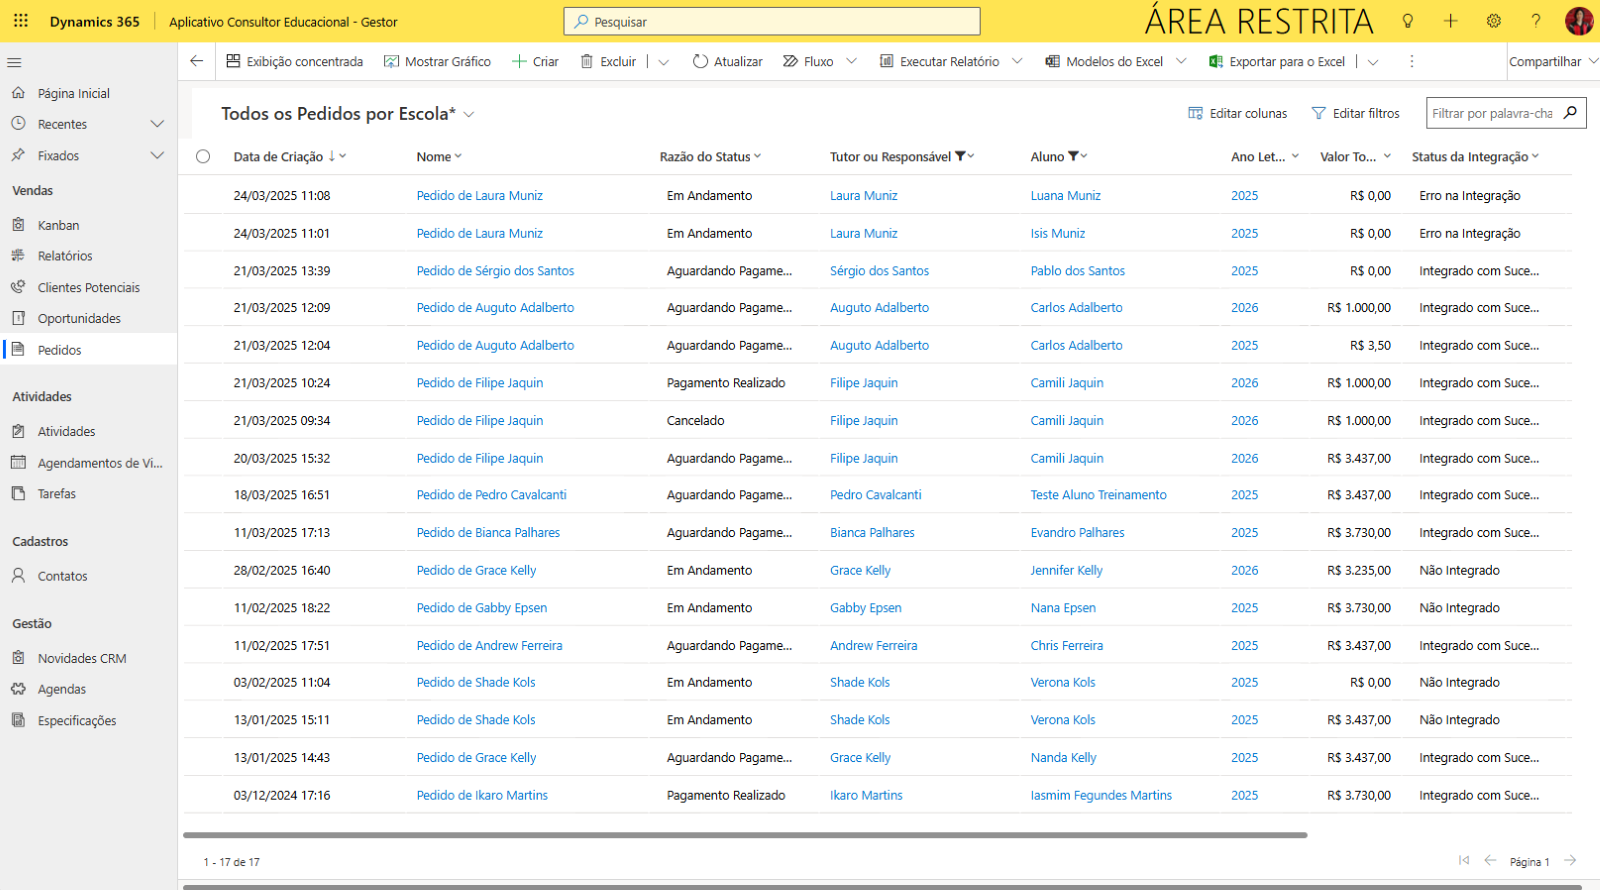 Dynamics 365 Aplicativo Consultor Educacional - Gestor Pesquisar ÁREA RESTRITA ?
Exibição concentrada Mostrar Gráfico Criar Excluir Atualizar Fluxo Executar Relatório Modelos do Excel Exportar para o Excel Compartilhar
Página Inicial
Recentes
Fixados
Vendas
Kanban
Relatórios
Clientes Potenciais
Oportunidades
Pedidos
Atividades
Atividades
Agendamentos de Vi...
Tarefas
Cadastros
Contatos
Gestão
Novidades CRM
Agendas
Especificações
Todos os Pedidos por Escola* Editar colunas Editar filtros Filtrar por palavra-cha
Data de Criação Nome Razão do Status Tutor ou Responsável Aluno Ano Let... Valor To... Status da Integração
24/03/2025 11:08 Pedido de Laura Muniz Em Andamento Laura Muniz Luana Muniz 2025 R$ 0,00 Erro na Integração
24/03/2025 11:01 Pedido de Laura Muniz Em Andamento Laura Muniz Isis Muniz 2025 R$ 0,00 Erro na Integração
21/03/2025 13:39 Pedido de Sérgio dos Santos Aguardando Pagame... Sérgio dos Santos Pablo dos Santos 2025 R$ 0,00 Integrado com Suce...
21/03/2025 12:09 Pedido de Auguto Adalberto Aguardando Pagame... Auguto Adalberto Carlos Adalberto 2026 R$ 1.000,00 Integrado com Suce...
21/03/2025 12:04 Pedido de Auguto Adalberto Aguardando Pagame... Auguto Adalberto Carlos Adalberto 2025 R$ 3,50 Integrado com Suce...
21/03/2025 10:24 Pedido de Filipe Jaquin Pagamento Realizado Filipe Jaquin Camili Jaquin 2026 R$ 1.000,00 Integrado com Suce...
21/03/2025 09:34 Pedido de Filipe Jaquin Cancelado Filipe Jaquin Camili Jaquin 2026 R$ 1.000,00 Integrado com Suce...
20/03/2025 15:32 Pedido de Filipe Jaquin Aguardando Pagame... Filipe Jaquin Camili Jaquin 2026 R$ 3.437,00 Integrado com Suce...
18/03/2025 16:51 Pedido de Pedro Cavalcanti Aguardando Pagame... Pedro Cavalcanti Teste Aluno Treinamento 2025 R$ 3.437,00 Integrado com Suce...
11/03/2025 17:13 Pedido de Bianca Palhares Aguardando Pagame... Bianca Palhares Evandro Palhares 2025 R$ 3.730,00 Integrado com Suce...
28/02/2025 16:40 Pedido de Grace Kelly Em Andamento Grace Kelly Jennifer Kelly 2026 R$ 3.235,00 Não Integrado
11/02/2025 18:22 Pedido de Gabby Epsen Em Andamento Gabby Epsen Nana Epsen 2025 R$ 3.730,00 Não Integrado
11/02/2025 17:51 Pedido de Andrew Ferreira Aguardando Pagame... Andrew Ferreira Chris Ferreira 2025 R$ 3.437,00 Integrado com Suce...
03/02/2025 11:04 Pedido de Shade Kols Em Andamento Shade Kols Verona Kols 2025 R$ 0,00 Não Integrado
13/01/2025 15:11 Pedido de Shade Kols Em Andamento Shade Kols Verona Kols 2025 R$ 3.437,00 Não Integrado
13/01/2025 14:43 Pedido de Grace Kelly Aguardando Pagame... Grace Kelly Nanda Kelly 2025 R$ 3.437,00 Integrado com Suce...
03/12/2024 17:16 Pedido de Ikaro Martins Pagamento Realizado Ikaro Martins Iasmim Fegundes Martins 2025 R$ 3.730,00 Integrado com Suce...
1 - 17 de 17 Página 1